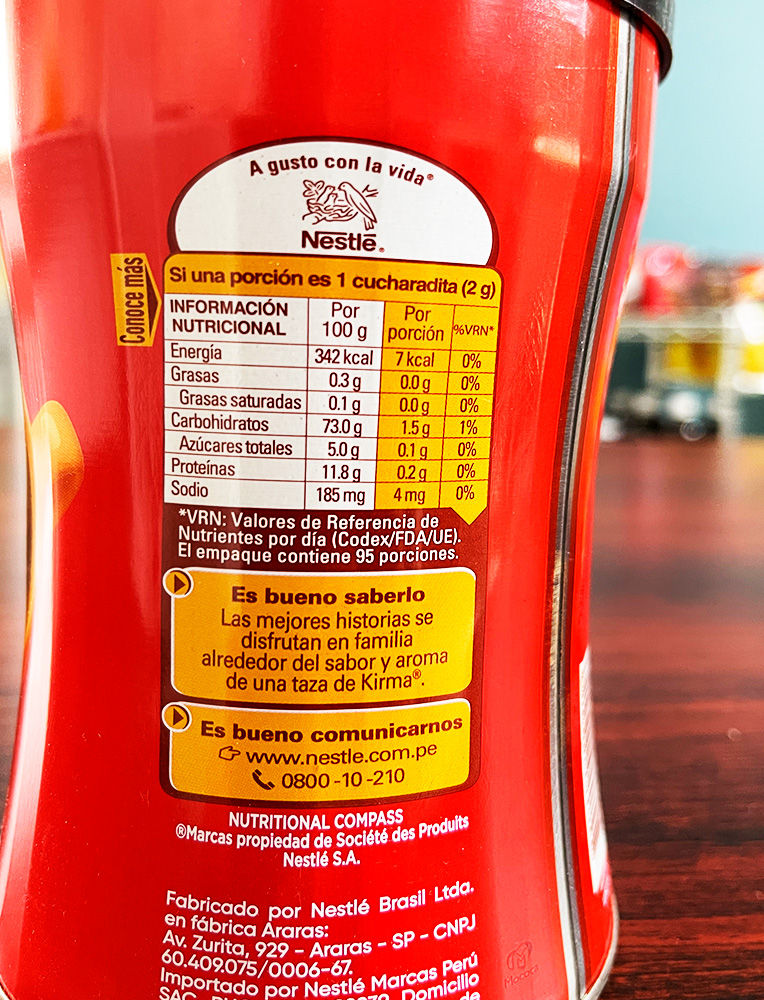 A gusto con la vida®
Nestlé®
Conoce más
Si una porción es 1 cucharadita (2 g)
INFORMACIÓN NUTRICIONAL Por 100 g Por porción %VRN*
Energía 342 kcal 7 kcal 0%
Grasas 0.3 g 0.0 g 0%
Grasas saturadas 0.1 g 0.0 g 0%
Carbohidratos 73.0 g 1.5 g 1%
Azúcares totales 5.0 g 0.1 g 0%
Proteínas 11.8 g 0.2 g 0%
Sodio 185 mg 4 mg 0%
*VRN: Valores de Referencia de
Nutrientes por día (Codex/FDA/UE).
El empaque contiene 95 porciones.
Es bueno saberlo
Las mejores historias se
disfrutan en familia
alrededor del sabor y aroma
de una taza de Kirma®.
Es bueno comunicarnos
www.nestle.com.pe
0800 -10 -210
NUTRITIONAL COMPASS
®Marcas propiedad de Société des Produits
Nestlé S.A.
Fabricado por Nestlé Brasil Ltda.
en fábrica Araras:
Av. Zurita, 929 - Araras - SP - CNPJ
60.409.075/0006-67.
Importado por Nestlé Marcas Perú
SAC, Domicilio
Mococa